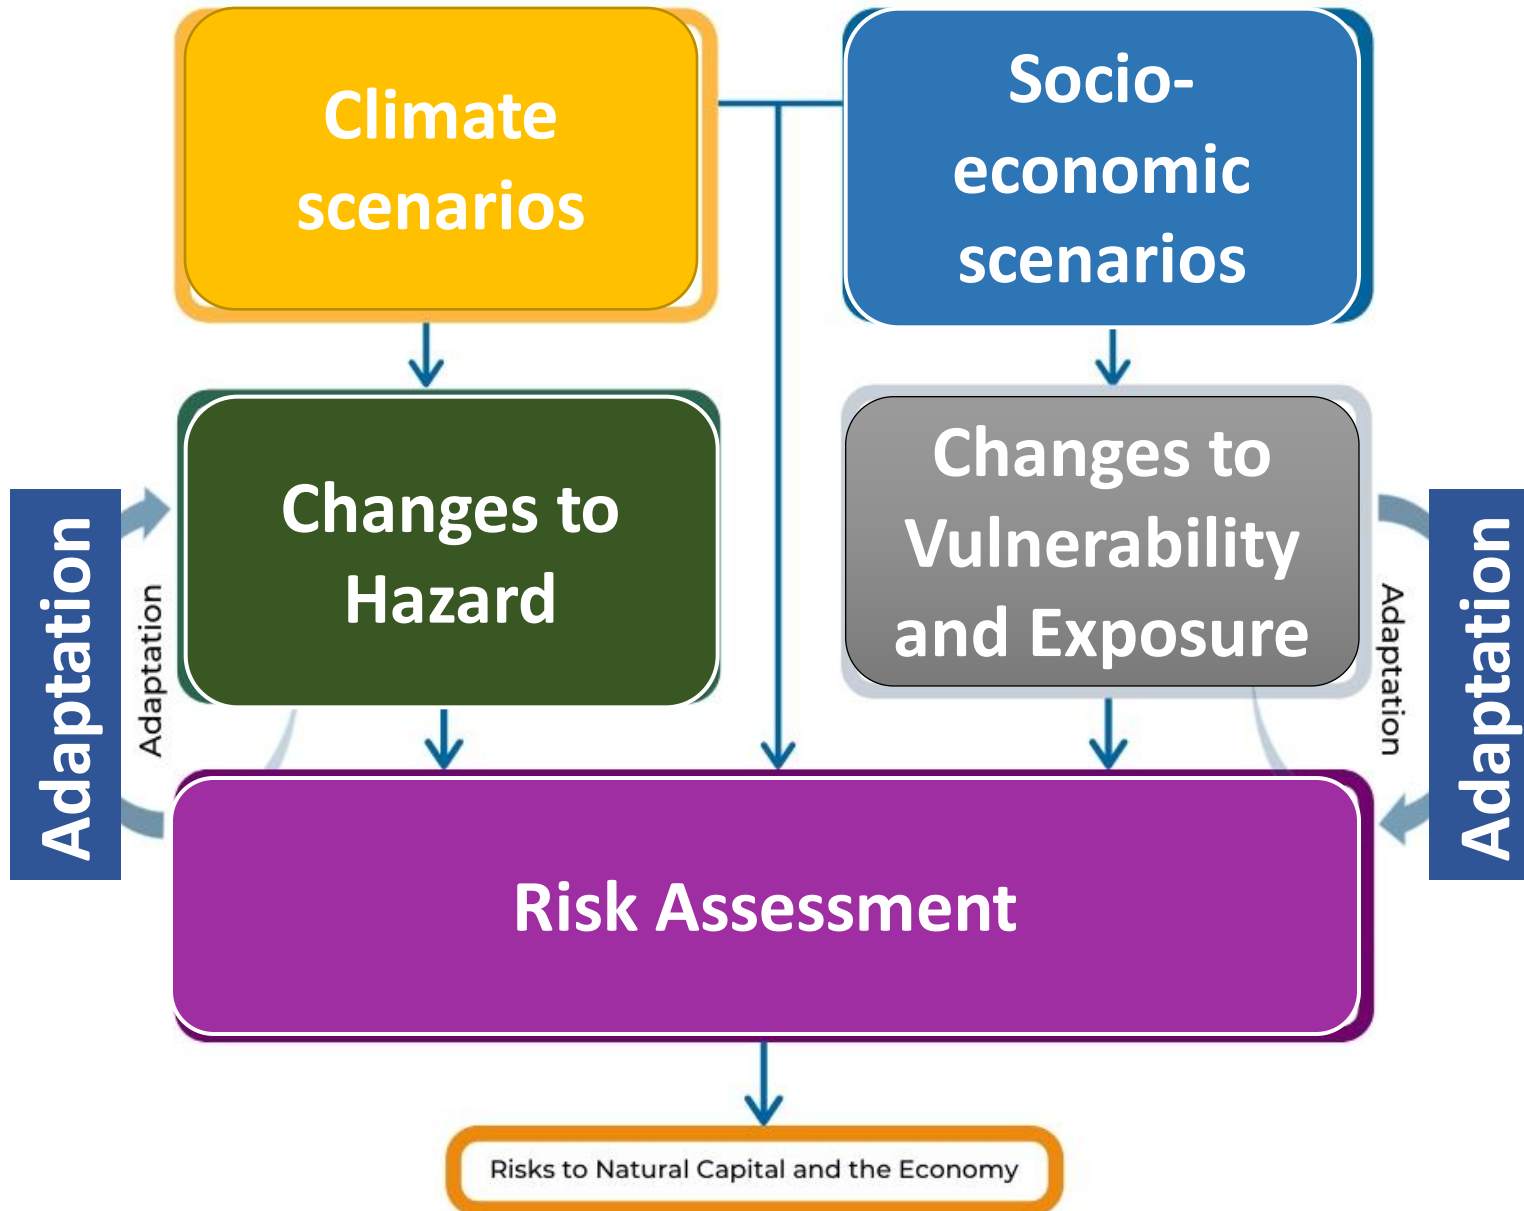 Climate
scenarios
Socio-
economic
scenarios
Changes to
Hazard
Changes to
Vulnerability
and Exposure
Adaptation
Adaptation
Adaptation
Adaptation
Risk Assessment
Risks to Natural Capital and the Economy